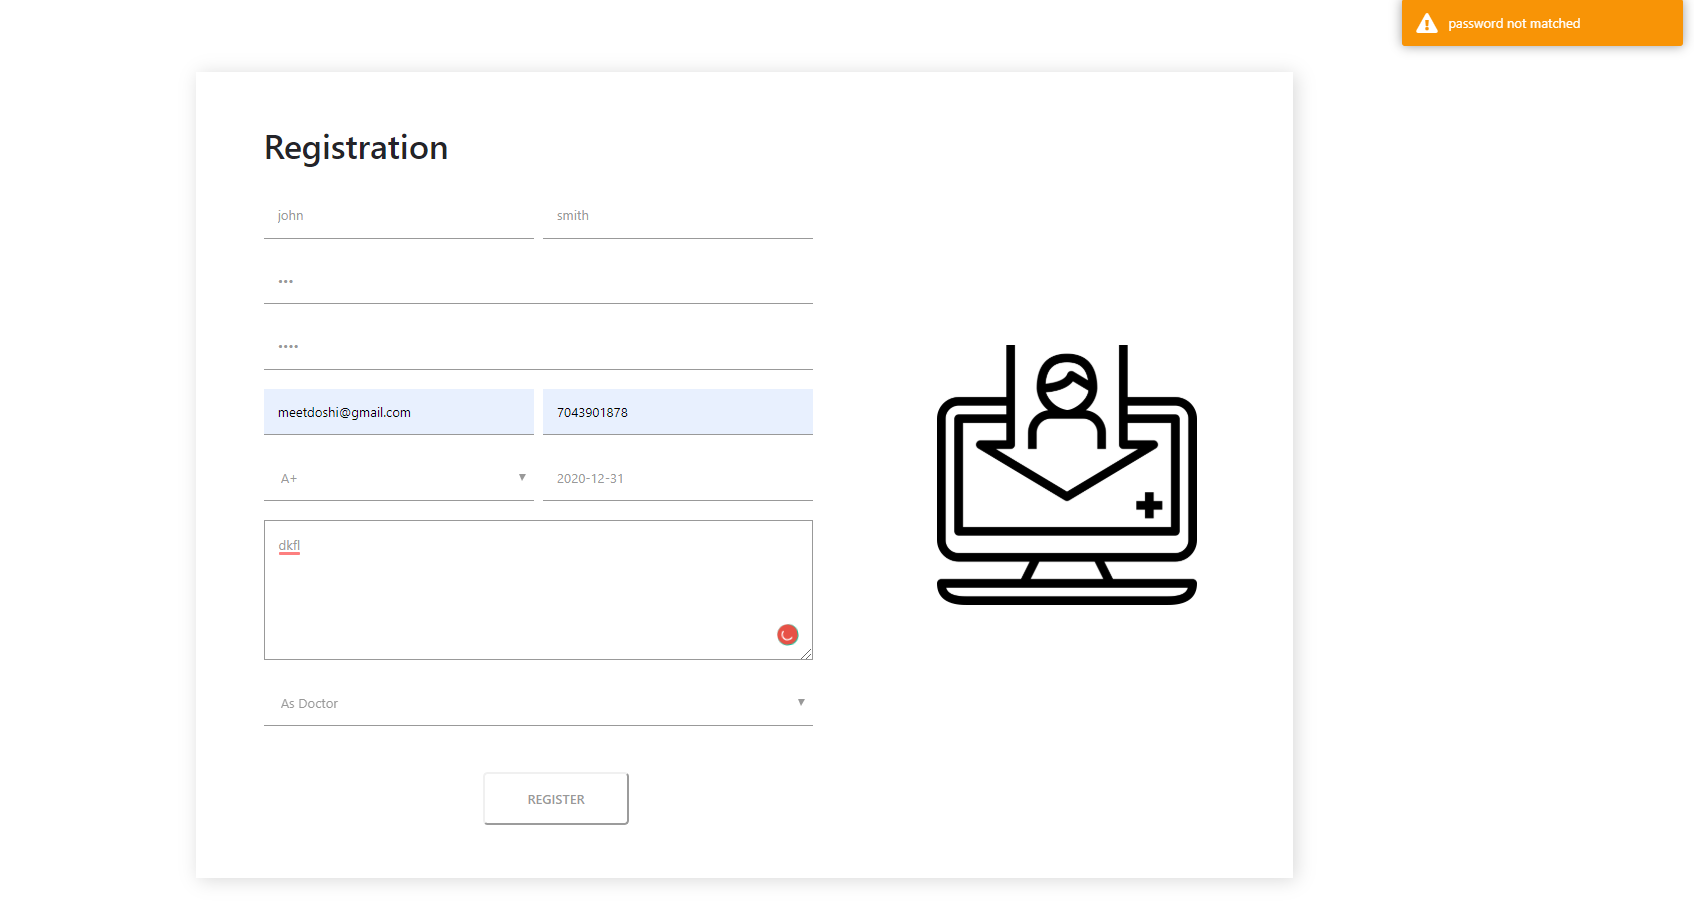 password not matched
Registration
john smith
•••
••••
meetdoshi@gmail.com 7043901878
A+ 2020-12-31
dkfl
As Doctor
REGISTER